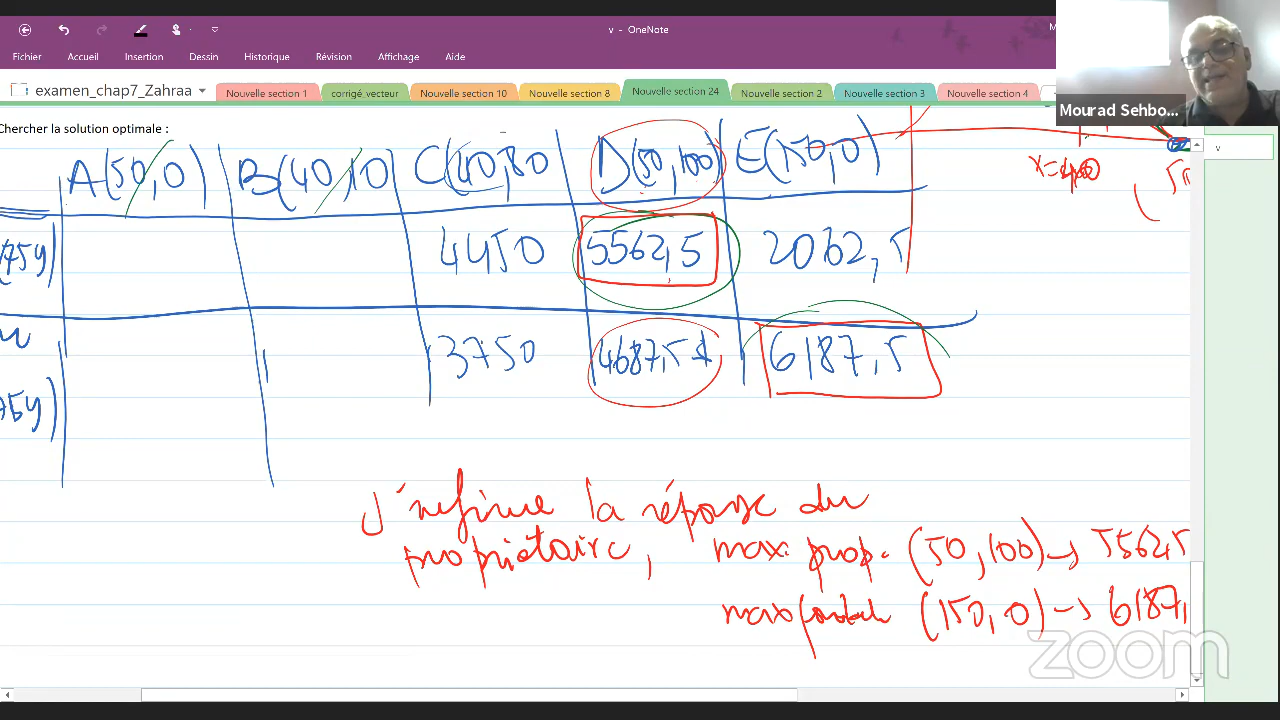 v - OneNote
M
Fichier Accueil Insertion Dessin Historique Révision Affichage Aide
examen_chap7_Zahraa
Nouvelle section 1 corrigé_vecteur Nouvelle section 10 Nouvelle section 8 Nouvelle section 24 Nouvelle section 2 Nouvelle section 3 Nouvelle section 4
Mourad Sehbo...
v
Chercher la solution optimale :
A(50,0) B(40,10) C(40,80 D(50,100) E(150,0)
75y) 4450 5562,5 2062,5
3750 4687,5$ 6187,5
75y)
J'infirme la réponse du
propriétaire, max. prop. (50,100) → 5562,5
max (150,0) → 6187,
zoom